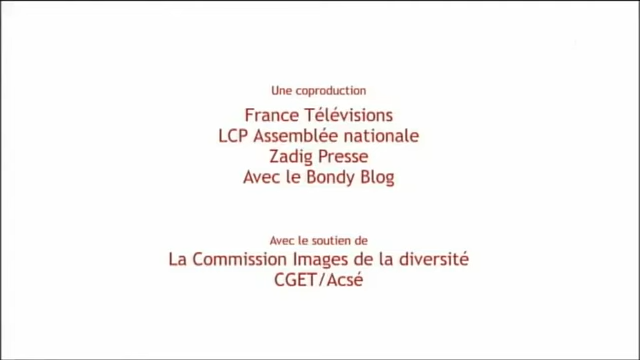 Une coproduction
France Télévisions
LCP Assemblée nationale
Zadig Presse
Avec le Bondy Blog
Avec le soutien de
La Commission Images de la diversité
CGET/Acsé